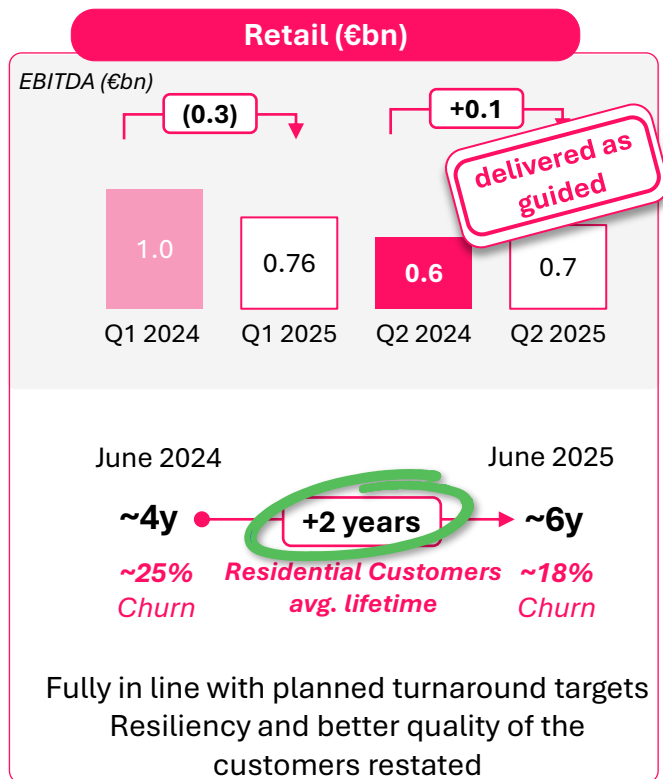 Retail (€bn)
EBITDA (€bn)
(0.3)
+0.1
delivered as
guided
1.0
0.76
0.6
0.7
Q1 2024
Q1 2025
Q2 2024
Q2 2025
June 2024
June 2025
~4y
+2 years
~6y
~25%
Churn
Residential Customers
avg. lifetime
~18%
Churn
Fully in line with planned turnaround targets
Resiliency and better quality of the
customers restated